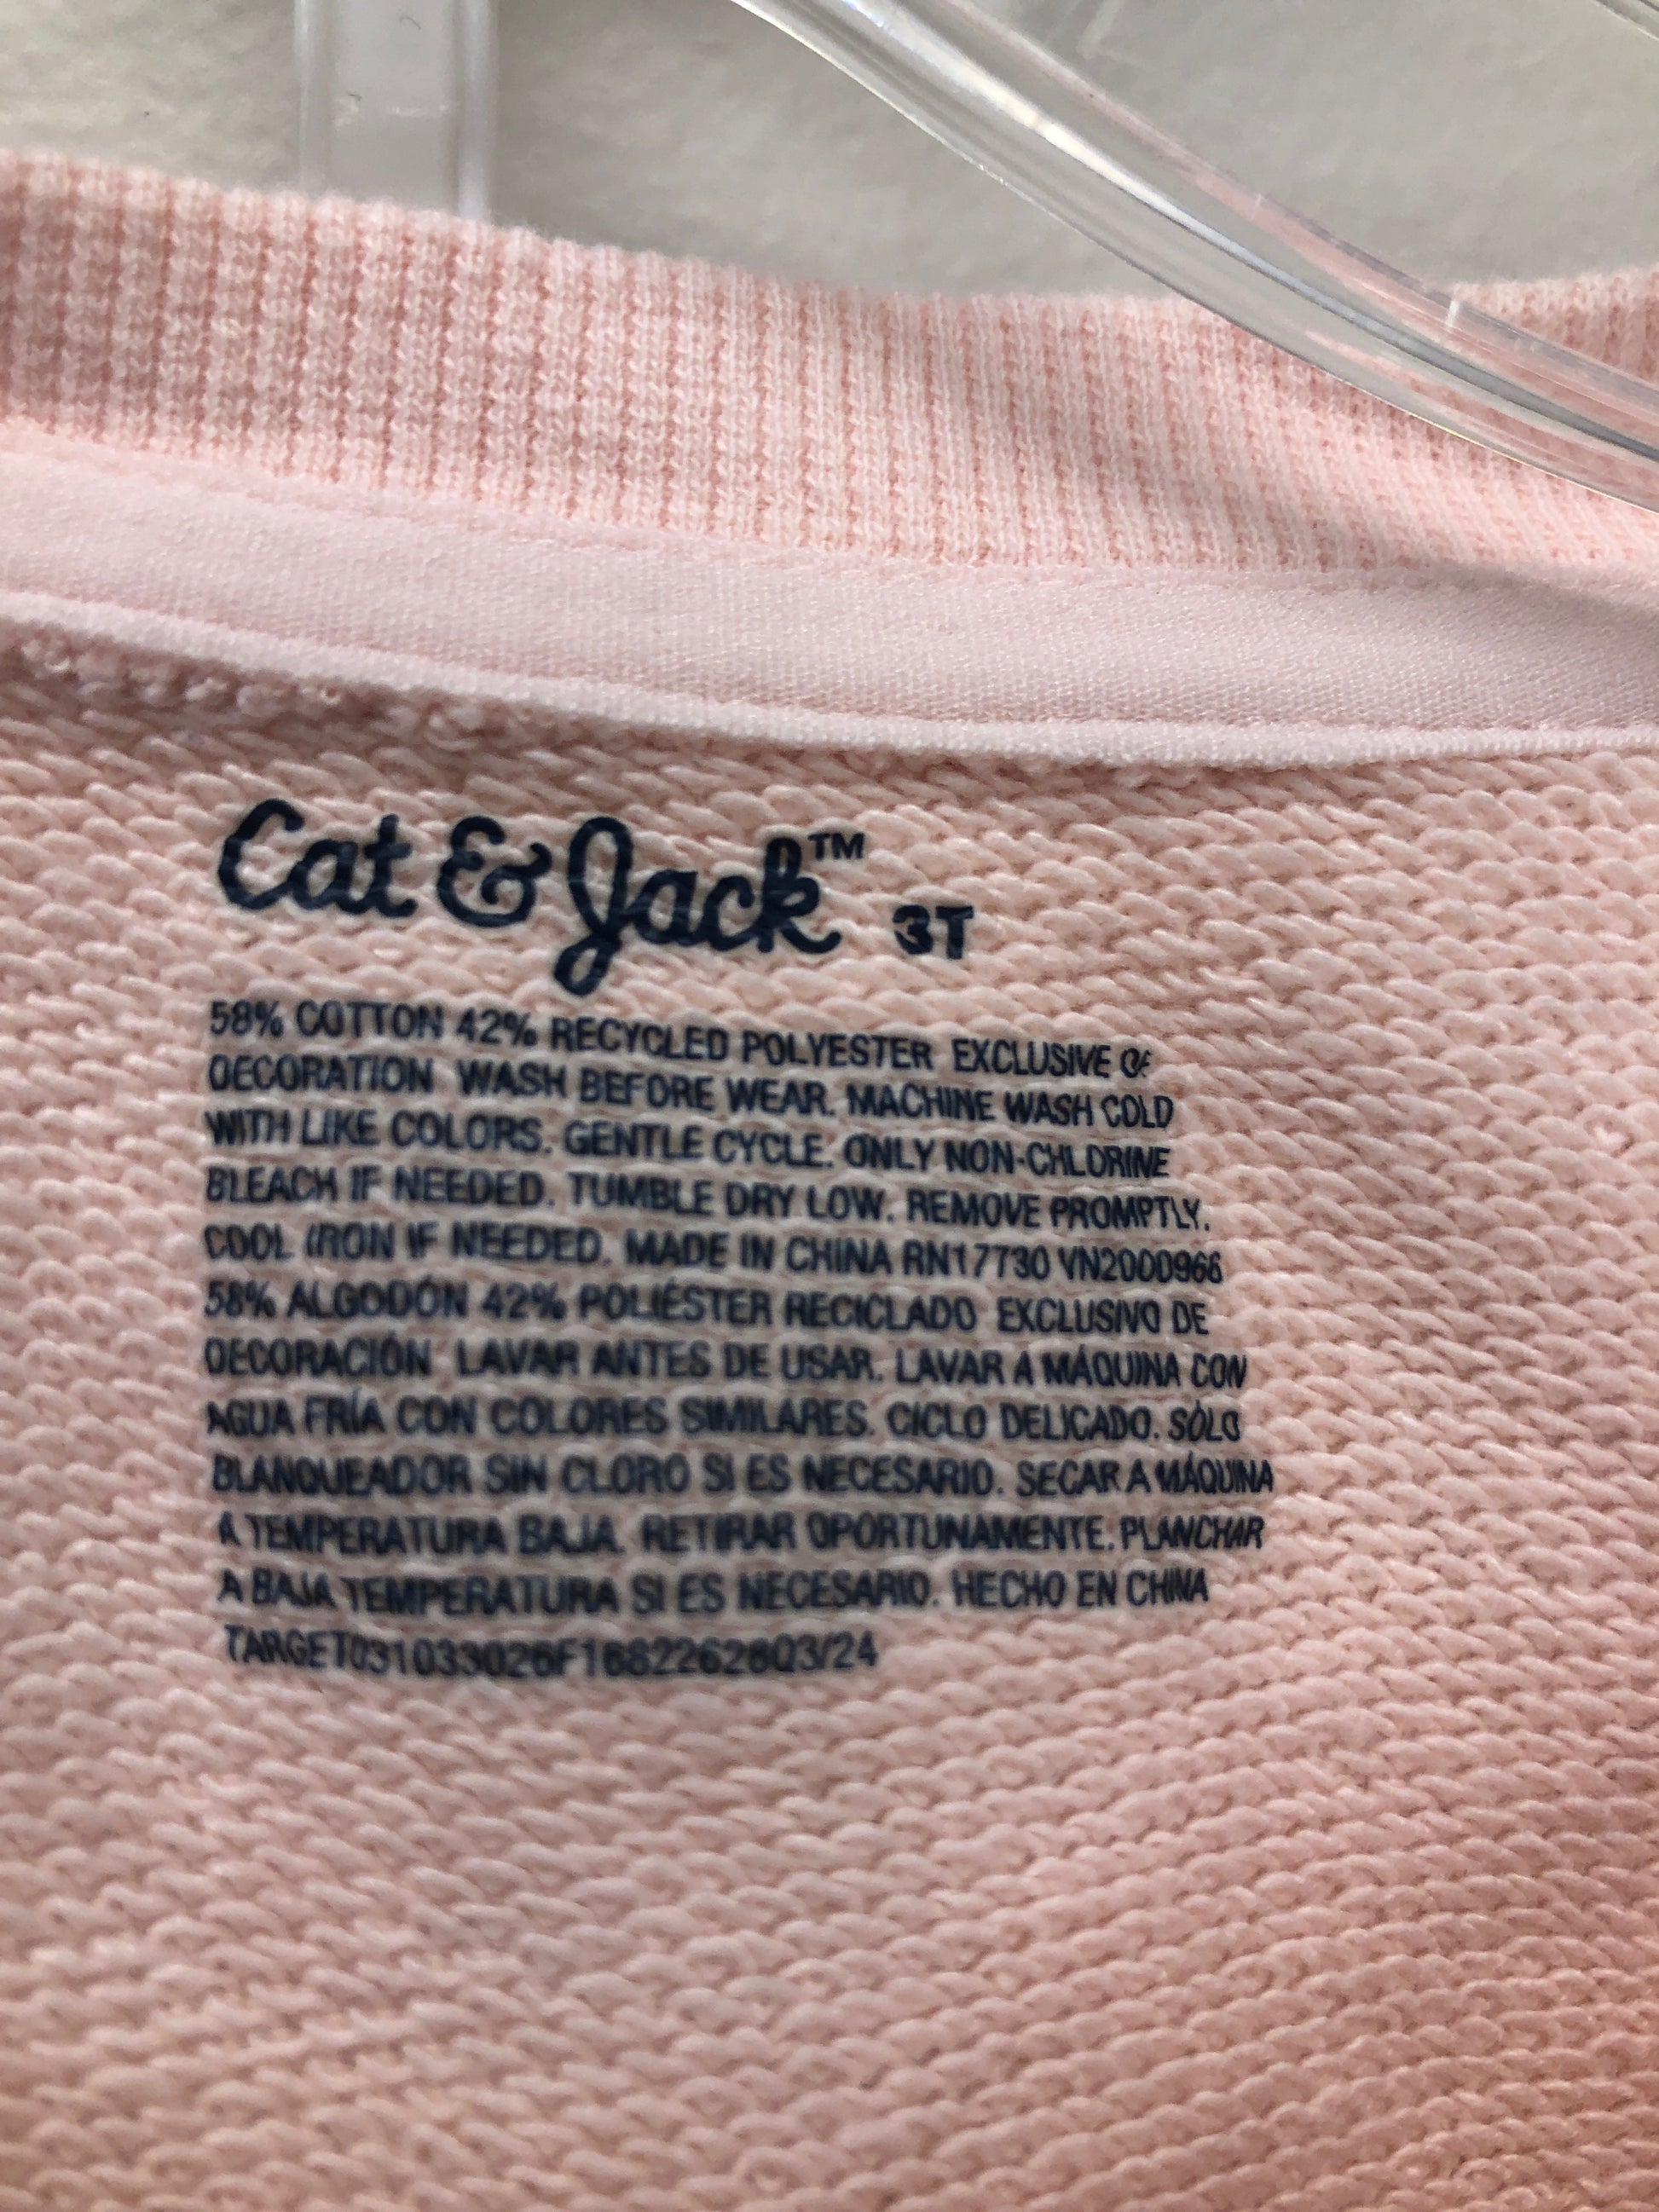 Cat & Jack™ 3T
58% COTTON 42% RECYCLED POLYESTER EXCLUSIVE OF
DECORATION WASH BEFORE WEAR. MACHINE WASH COLD
WITH LIKE COLORS. GENTLE CYCLE. ONLY NON-CHLORINE
BLEACH IF NEEDED. TUMBLE DRY LOW. REMOVE PROMPTLY.
COOL IRON IF NEEDED. MADE IN CHINA RN17730 VN2000966
58% ALGODÓN 42% POLIÉSTER RECICLADO EXCLUSIVO DE
DECORACIÓN LAVAR ANTES DE USAR. LAVAR A MÁQUINA CON
AGUA FRÍA CON COLORES SIMILARES. CICLO DELICADO. SÓLO
BLANQUEADOR SIN CLORO SI ES NECESARIO. SECAR A MÁQUINA
A TEMPERATURA BAJA. RETIRAR OPORTUNAMENTE. PLANCHAR
A BAJA TEMPERATURA SI ES NECESARIO. HECHO EN CHINA